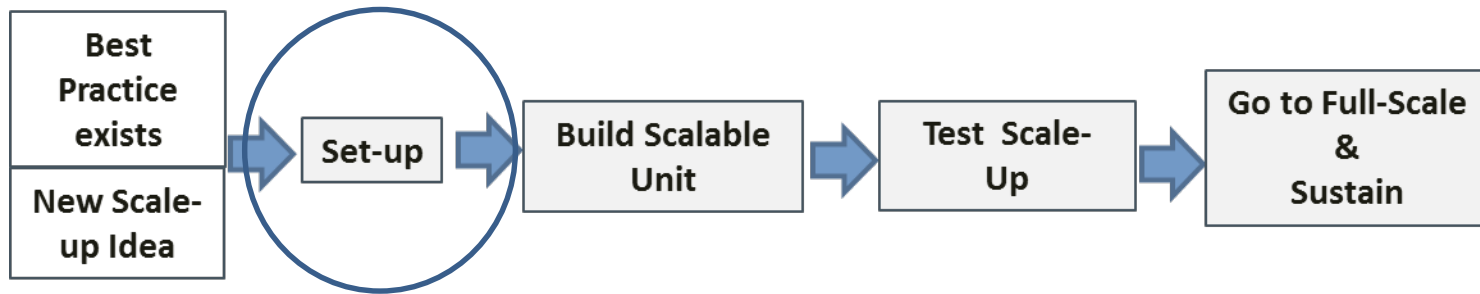 Best
Practice
exists
New Scale-
up Idea
Set-up
Build Scalable
Unit
Test Scale-
Up
Go to Full-Scale
&
Sustain